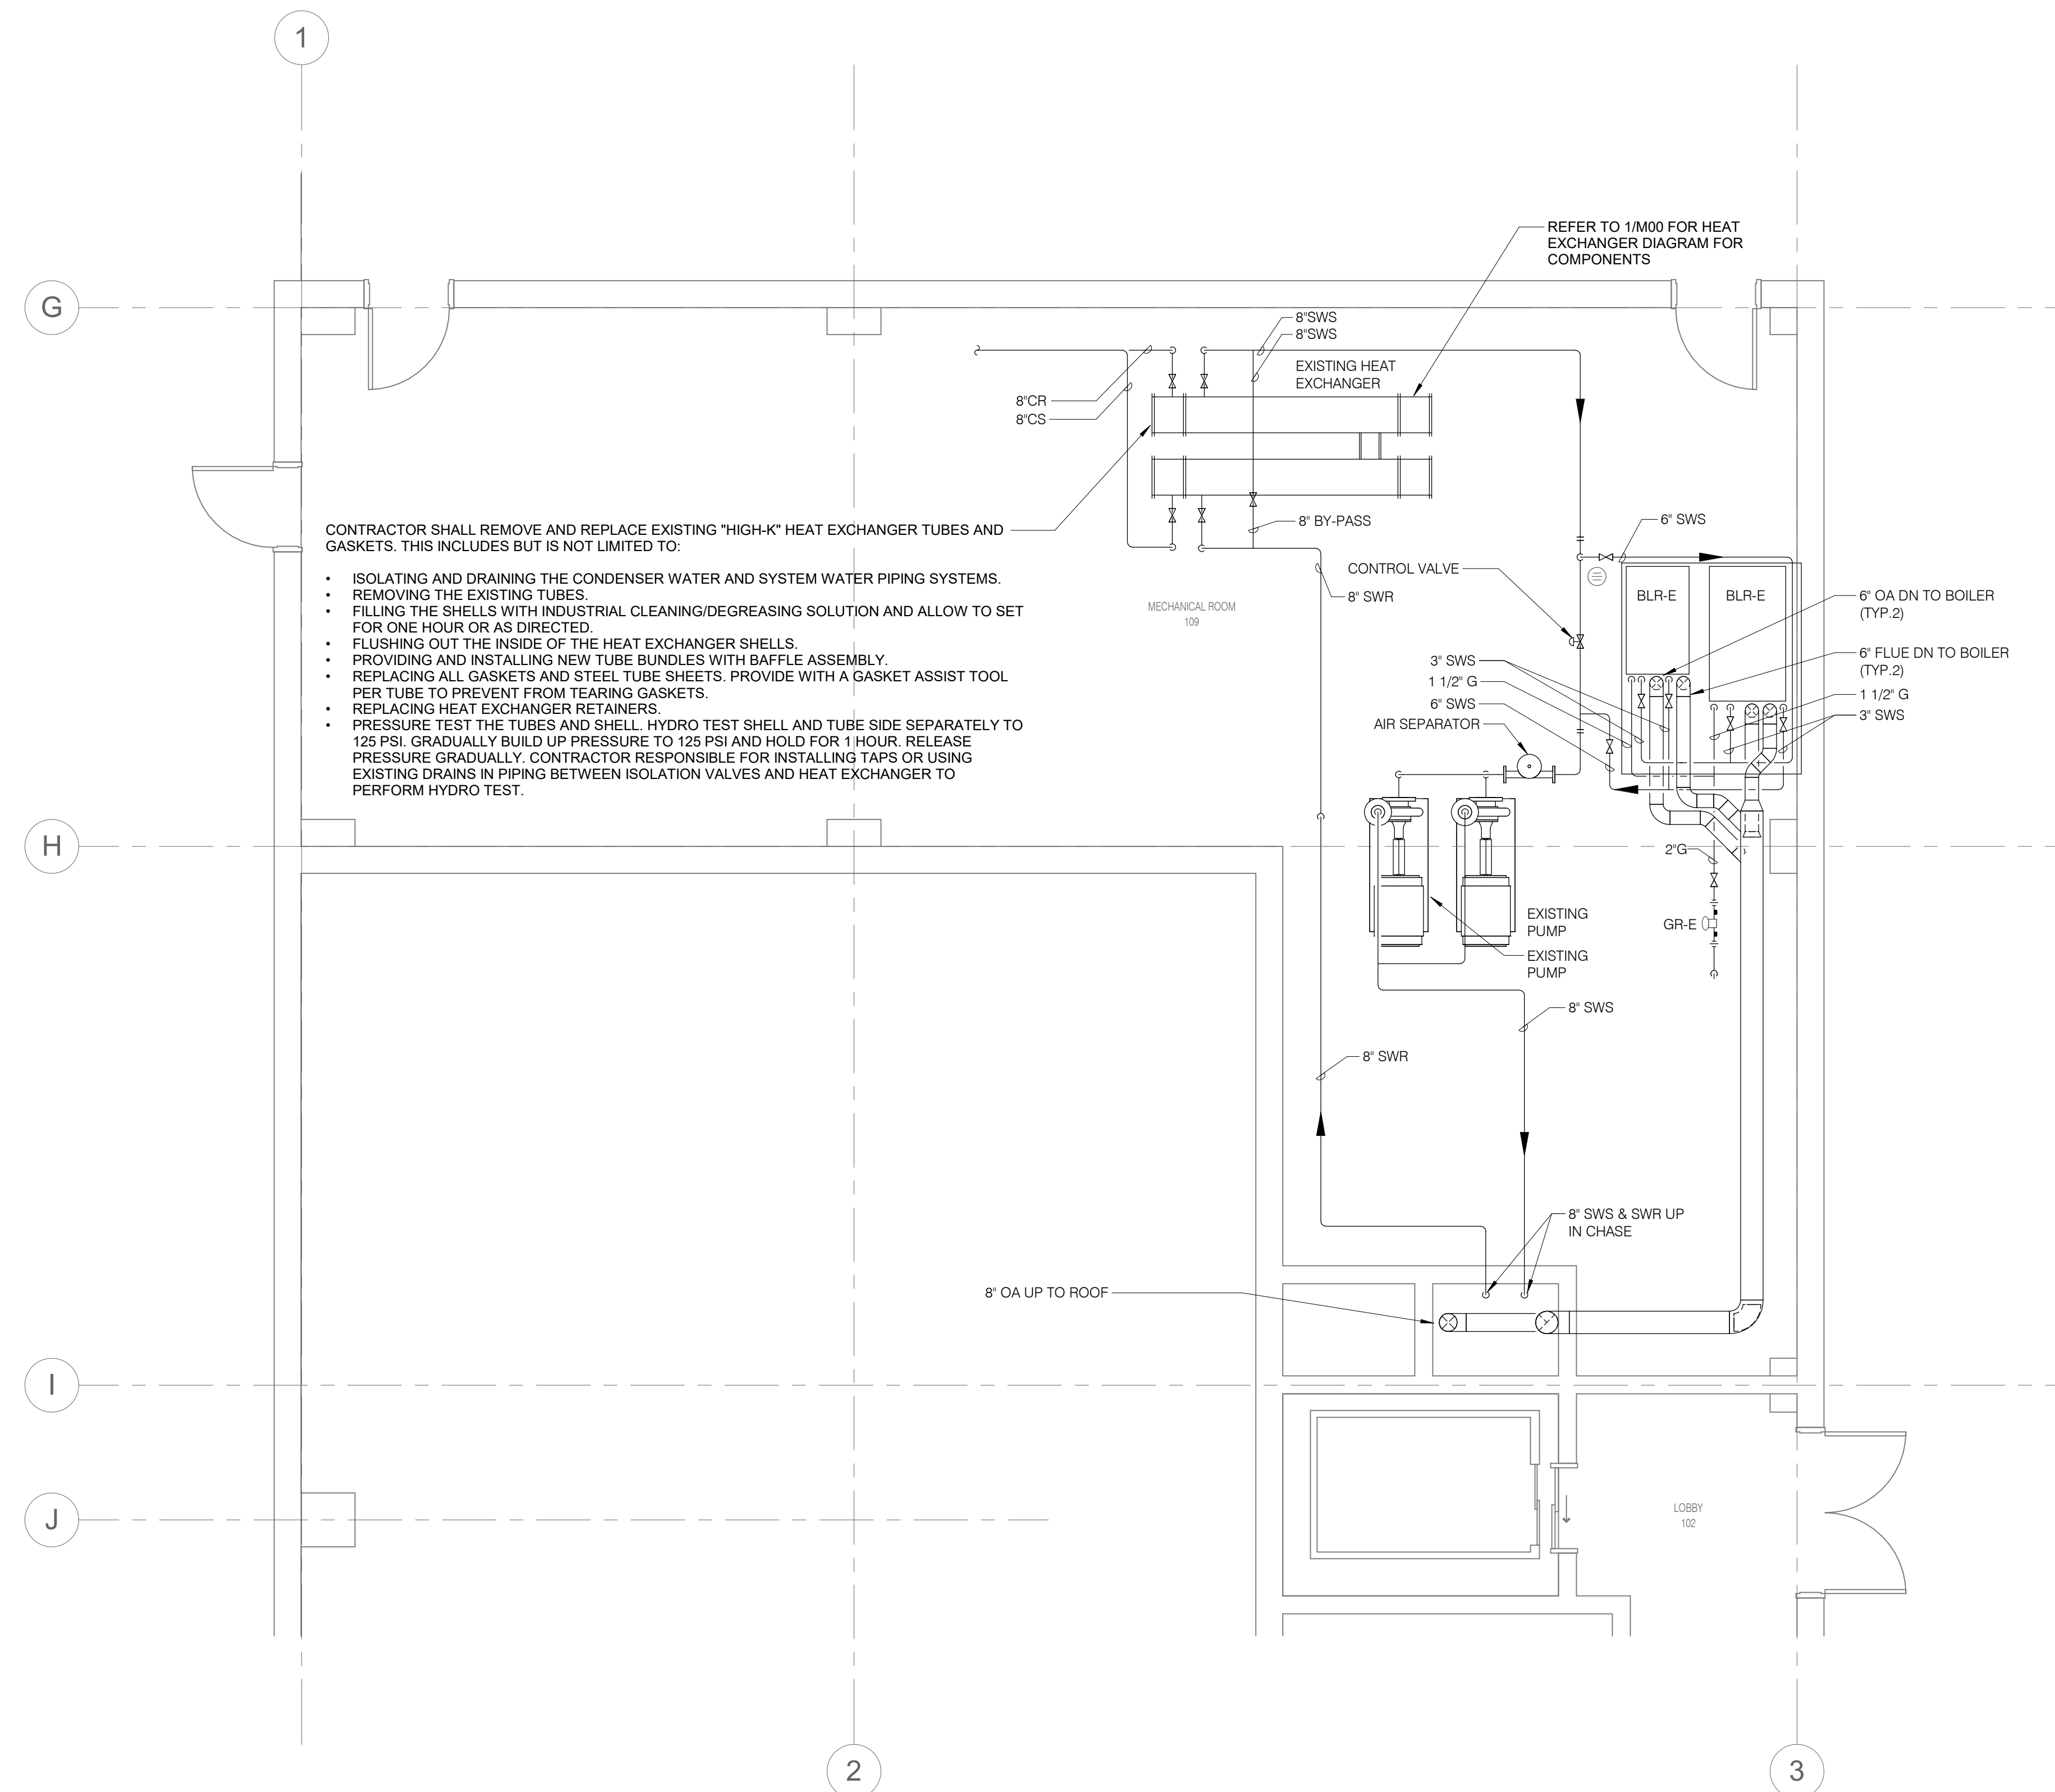 1
REFER TO 1/M00 FOR HEAT
EXCHANGER DIAGRAM FOR
COMPONENTS
G
8"SWS
8"SWS
EXISTING HEAT
EXCHANGER
8"CR
8"CS
CONTRACTOR SHALL REMOVE AND REPLACE EXISTING "HIGH-K" HEAT EXCHANGER TUBES AND
GASKETS. THIS INCLUDES BUT IS NOT LIMITED TO:
• ISOLATING AND DRAINING THE CONDENSER WATER AND SYSTEM WATER PIPING SYSTEMS.
• REMOVING THE EXISTING TUBES.
• FILLING THE SHELLS WITH INDUSTRIAL CLEANING/DEGREASING SOLUTION AND ALLOW TO SET
FOR ONE HOUR OR AS DIRECTED.
• FLUSHING OUT THE INSIDE OF THE HEAT EXCHANGER SHELLS.
• PROVIDING AND INSTALLING NEW TUBE BUNDLES WITH BAFFLE ASSEMBLY.
• REPLACING ALL GASKETS AND STEEL TUBE SHEETS. PROVIDE WITH A GASKET ASSIST TOOL
PER TUBE TO PREVENT FROM TEARING GASKETS.
• REPLACING HEAT EXCHANGER RETAINERS.
• PRESSURE TEST THE TUBES AND SHELL. HYDRO TEST SHELL AND TUBE SIDE SEPARATELY TO
125 PSI. GRADUALLY BUILD UP PRESSURE TO 125 PSI AND HOLD FOR 1 HOUR. RELEASE
PRESSURE GRADUALLY. CONTRACTOR RESPONSIBLE FOR INSTALLING TAPS OR USING
EXISTING DRAINS IN PIPING BETWEEN ISOLATION VALVES AND HEAT EXCHANGER TO
PERFORM HYDRO TEST.
8" BY-PASS
6" SWS
CONTROL VALVE
8" SWR
MECHANICAL ROOM
109
BLR-E
BLR-E
6" OA DN TO BOILER
(TYP.2)
6" FLUE DN TO BOILER
(TYP.2)
1 1/2" G
3" SWS
3" SWS
1 1/2" G
6" SWS
AIR SEPARATOR
H
2"G
GR-E
EXISTING
PUMP
EXISTING
PUMP
8" SWS
8" SWR
8" SWS & SWR UP
IN CHASE
8" OA UP TO ROOF
I
J
LOBBY
102
2
3